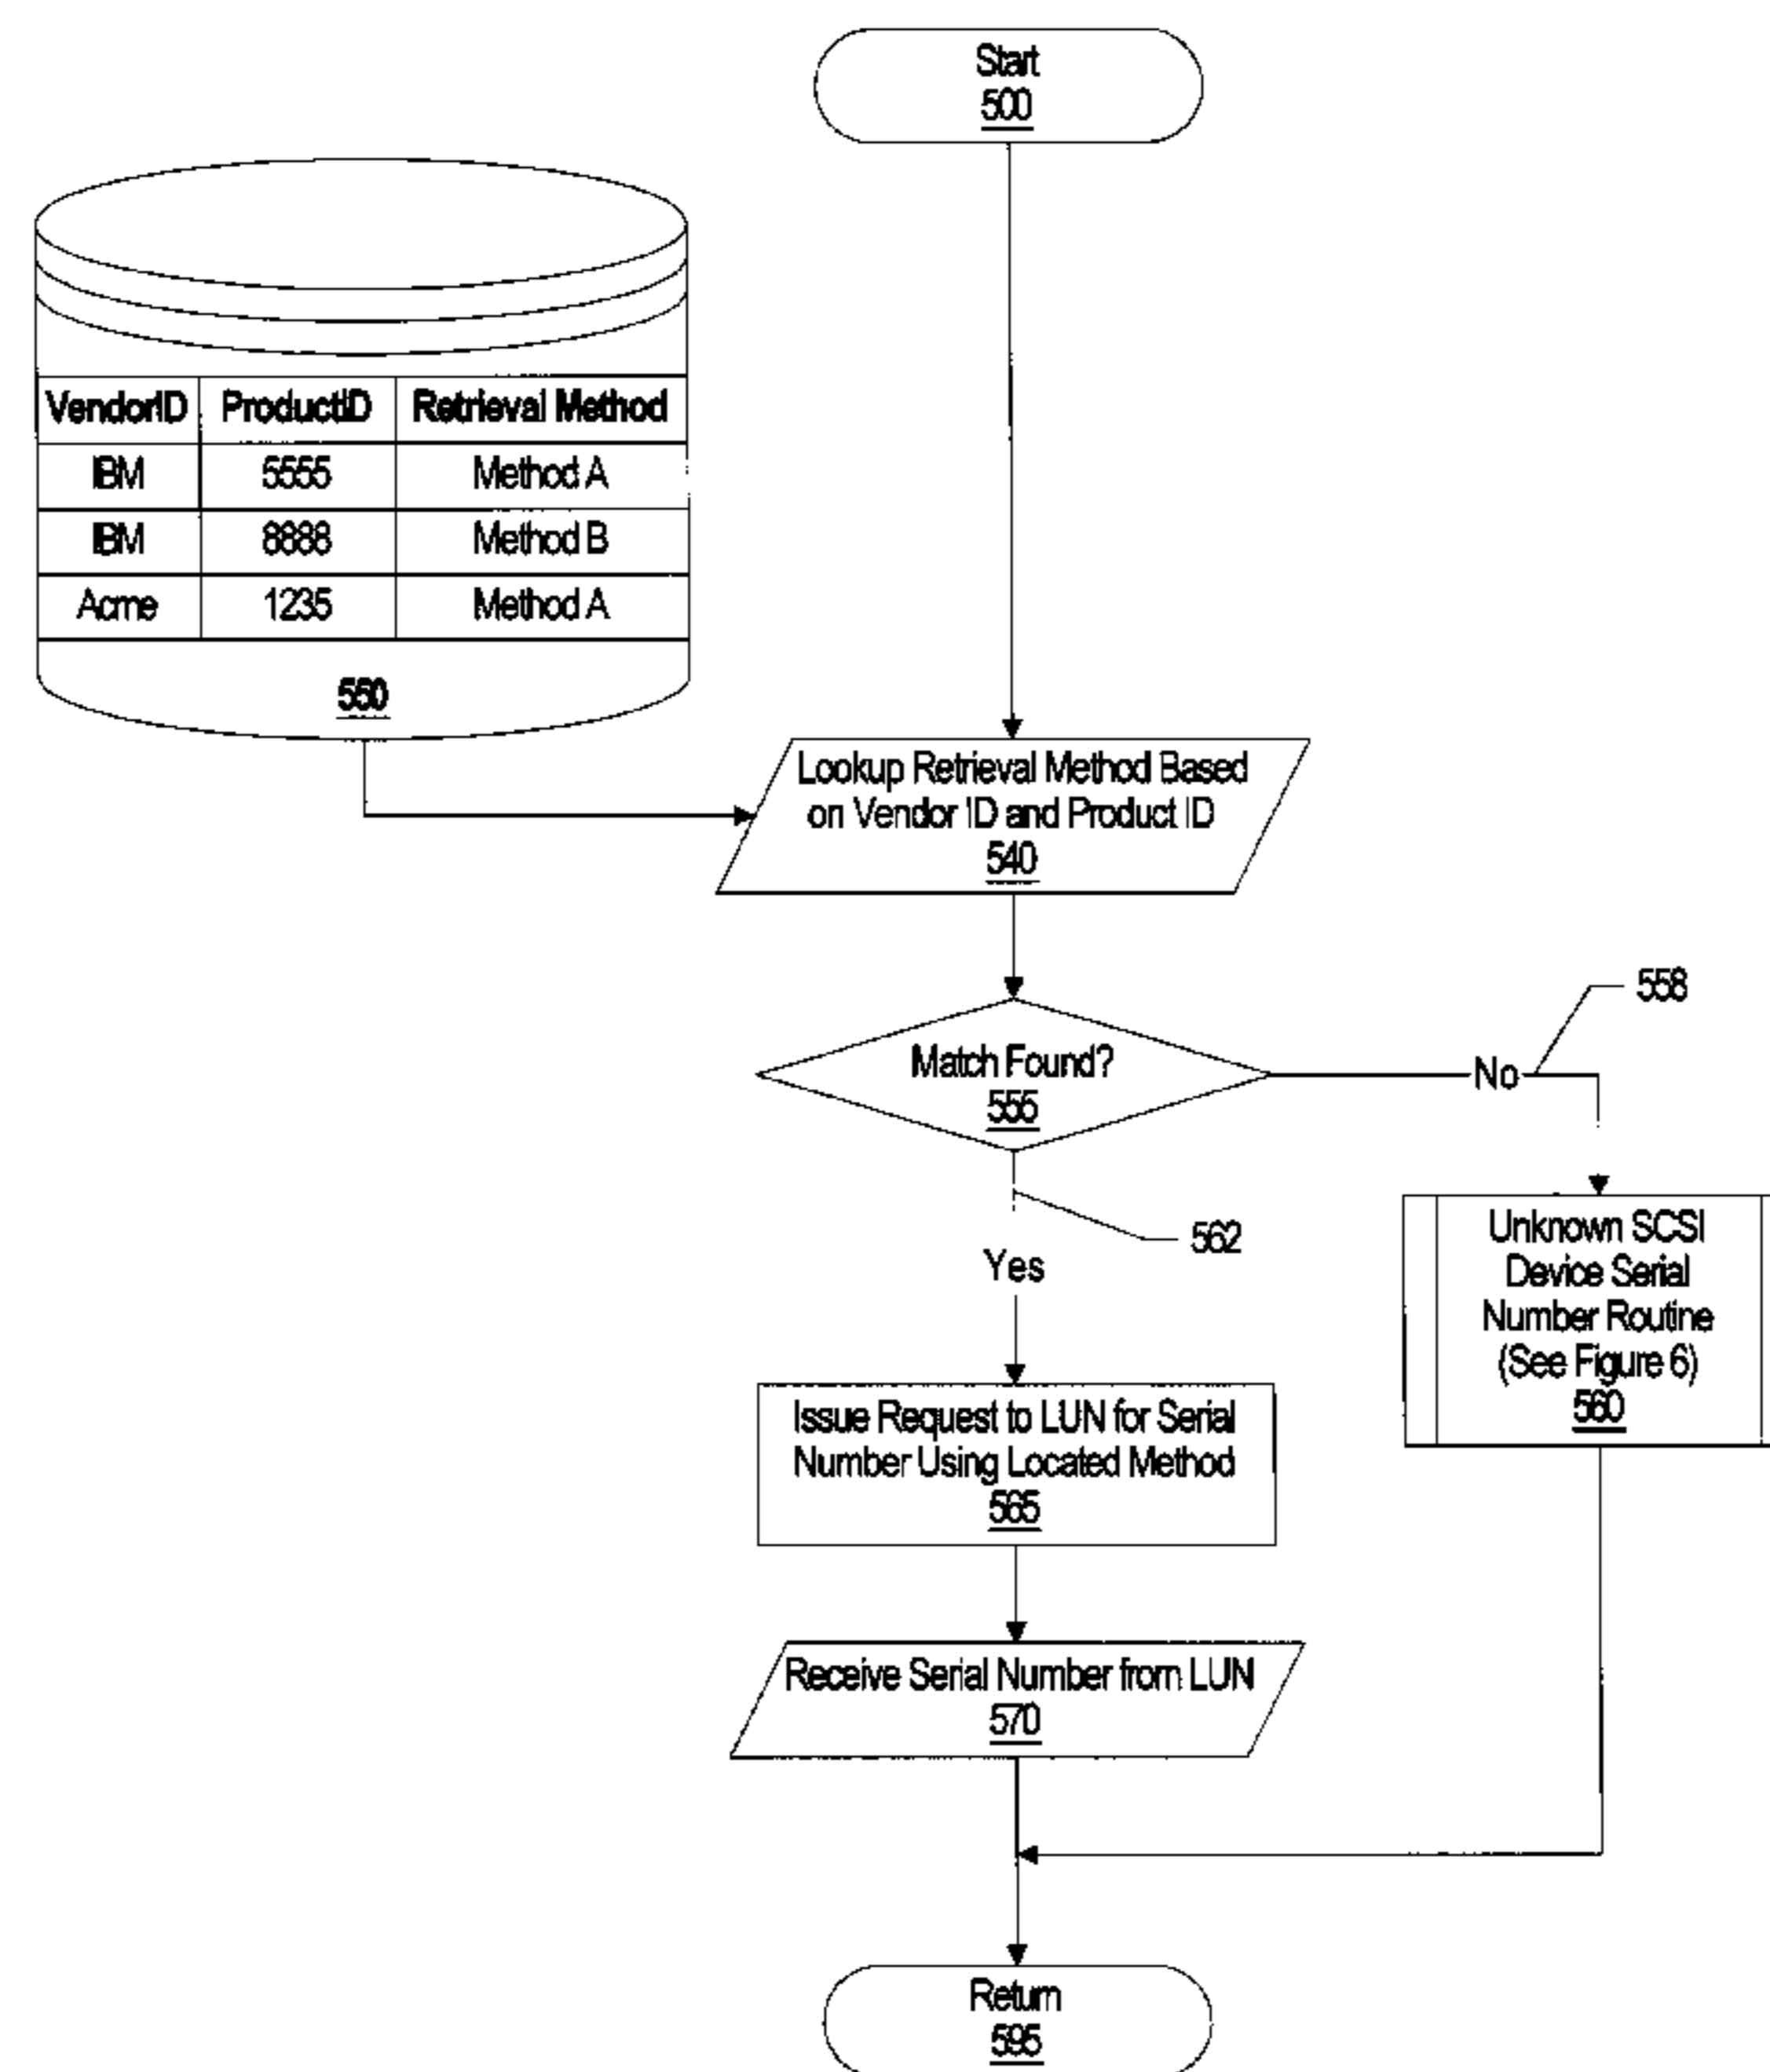 Start
500
VendorID ProductID Retrieval Method
IBM 5555 Method A
IBM 8888 Method B
Acme 1235 Method A
550
Lookup Retrieval Method Based
on Vendor ID and Product ID
540
558
Match Found?
555
No
562
Yes
Unknown SCSI
Device Serial
Number Routine
(See Figure 6)
560
Issue Request to LUN for Serial
Number Using Located Method
565
Receive Serial Number from LUN
570
Return
595